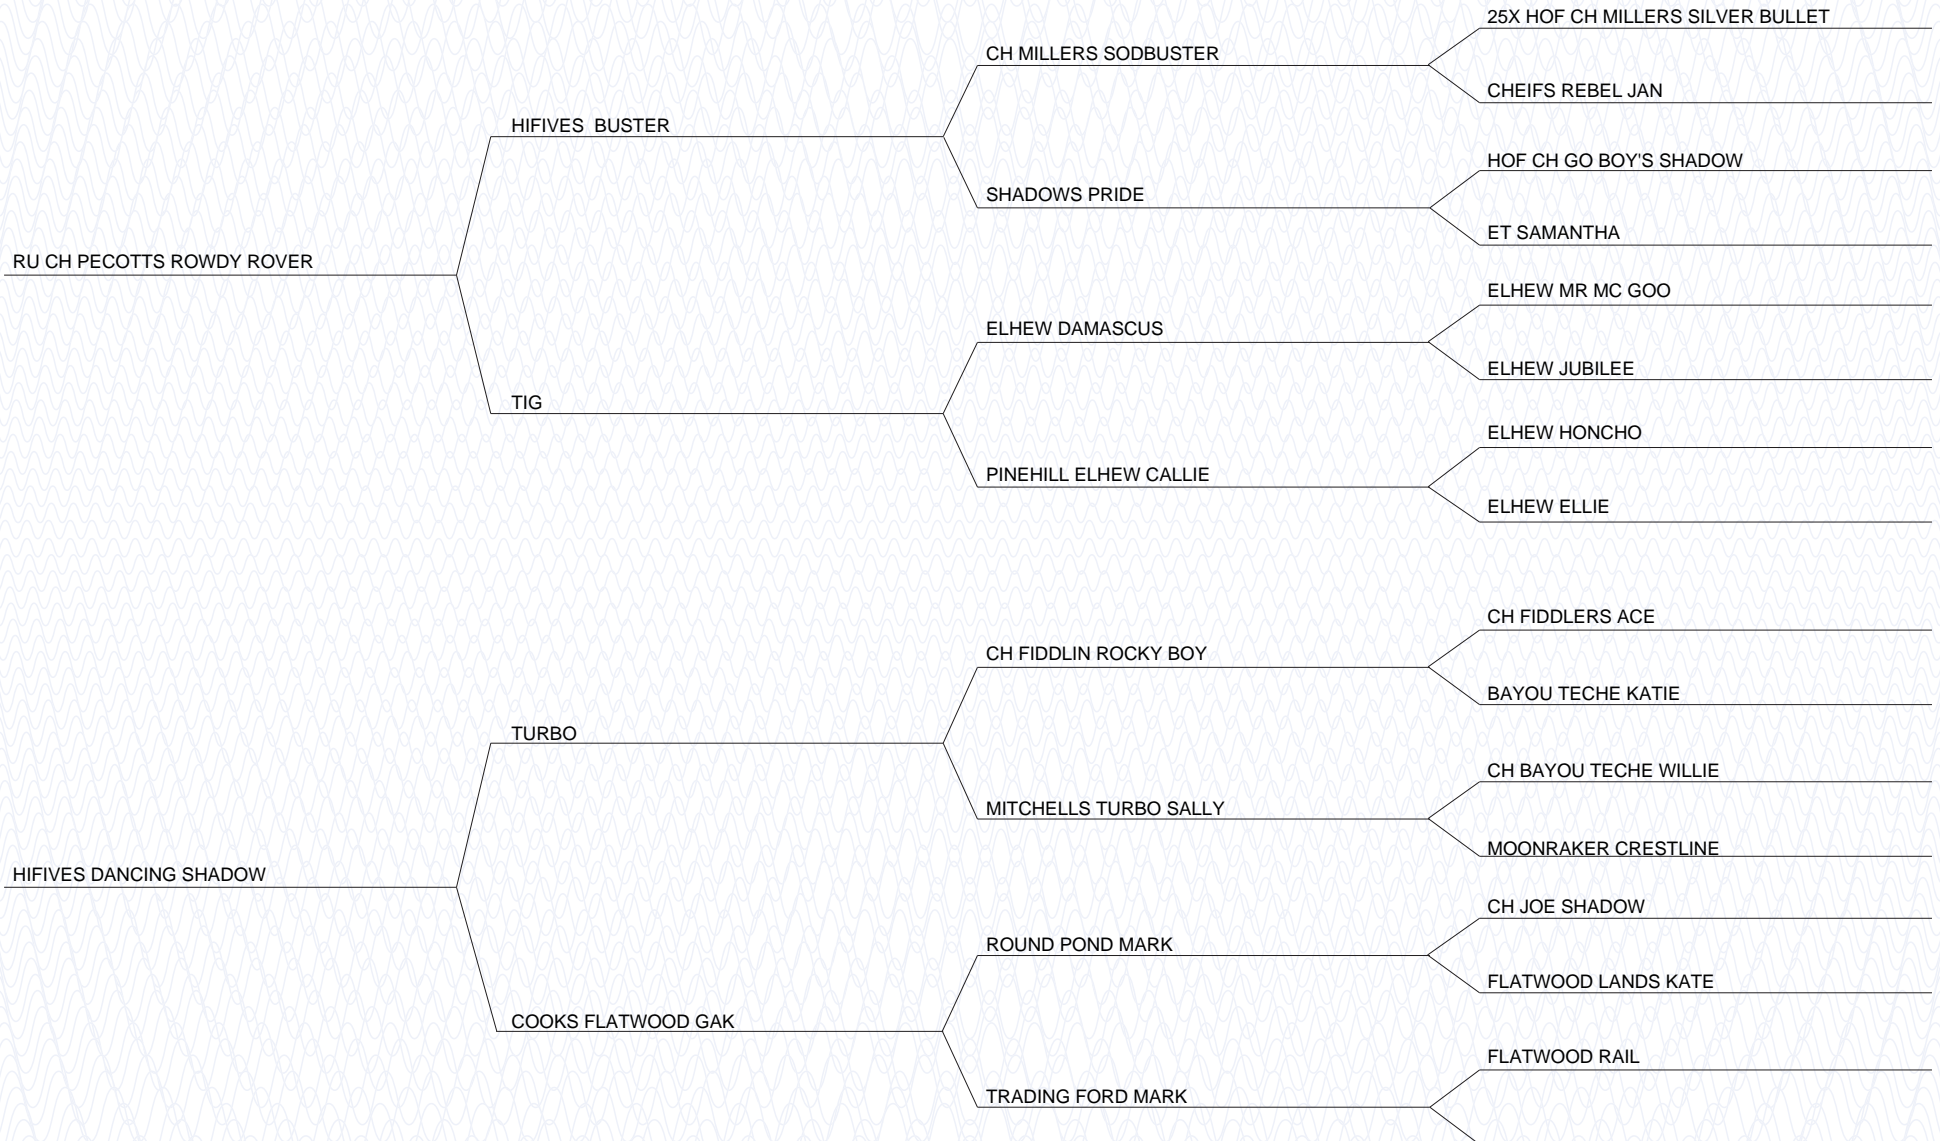 25X HOF CH MILLERS SILVER BULLET
CH MILLERS SODBUSTER
CHEIFS REBEL JAN
HIFIVES  BUSTER
HOF CH GO BOY'S SHADOW
SHADOWS PRIDE
ET SAMANTHA
RU CH PECOTTS ROWDY ROVER
ELHEW MR MC GOO
ELHEW DAMASCUS
ELHEW JUBILEE
TIG
ELHEW HONCHO
PINEHILL ELHEW CALLIE
ELHEW ELLIE
CH FIDDLERS ACE
CH FIDDLIN ROCKY BOY
BAYOU TECHE KATIE
TURBO
CH BAYOU TECHE WILLIE
MITCHELLS TURBO SALLY
MOONRAKER CRESTLINE
HIFIVES DANCING SHADOW
CH JOE SHADOW
ROUND POND MARK
FLATWOOD LANDS KATE
COOKS FLATWOOD GAK
FLATWOOD RAIL
TRADING FORD MARK